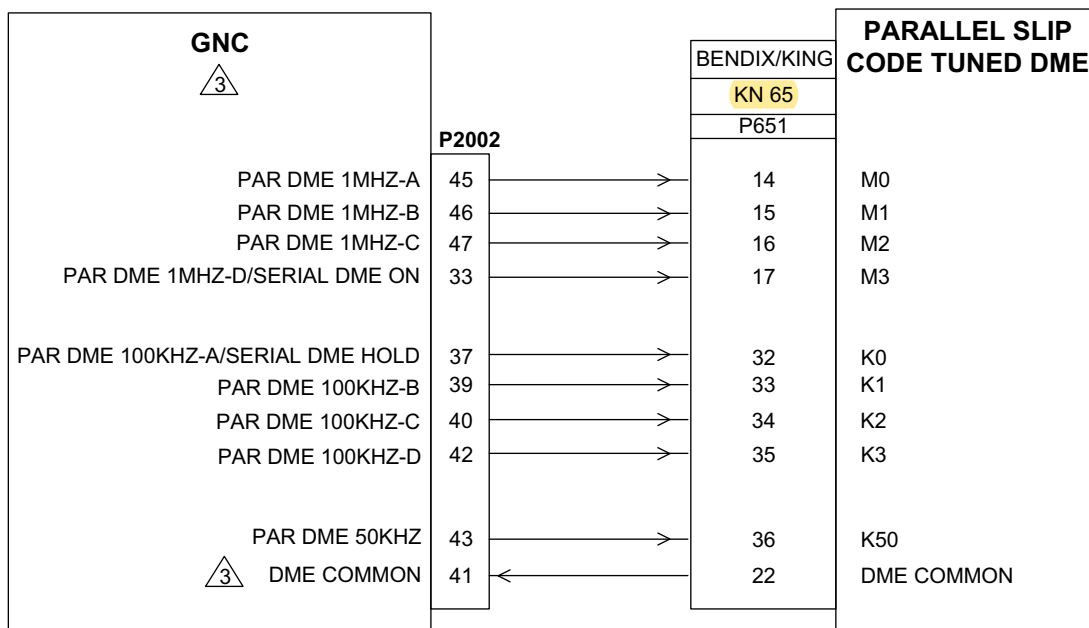 GNC
3
P2002
BENDIX/KING
KN 65
P651
PARALLEL SLIP
CODE TUNED DME
PAR DME 1MHZ-A 45 14 M0
PAR DME 1MHZ-B 46 15 M1
PAR DME 1MHZ-C 47 16 M2
PAR DME 1MHZ-D/SERIAL DME ON 33 17 M3
PAR DME 100KHZ-A/SERIAL DME HOLD 37 32 K0
PAR DME 100KHZ-B 39 33 K1
PAR DME 100KHZ-C 40 34 K2
PAR DME 100KHZ-D 42 35 K3
PAR DME 50KHZ 43 36 K50
3 DME COMMON 41 22 DME COMMON